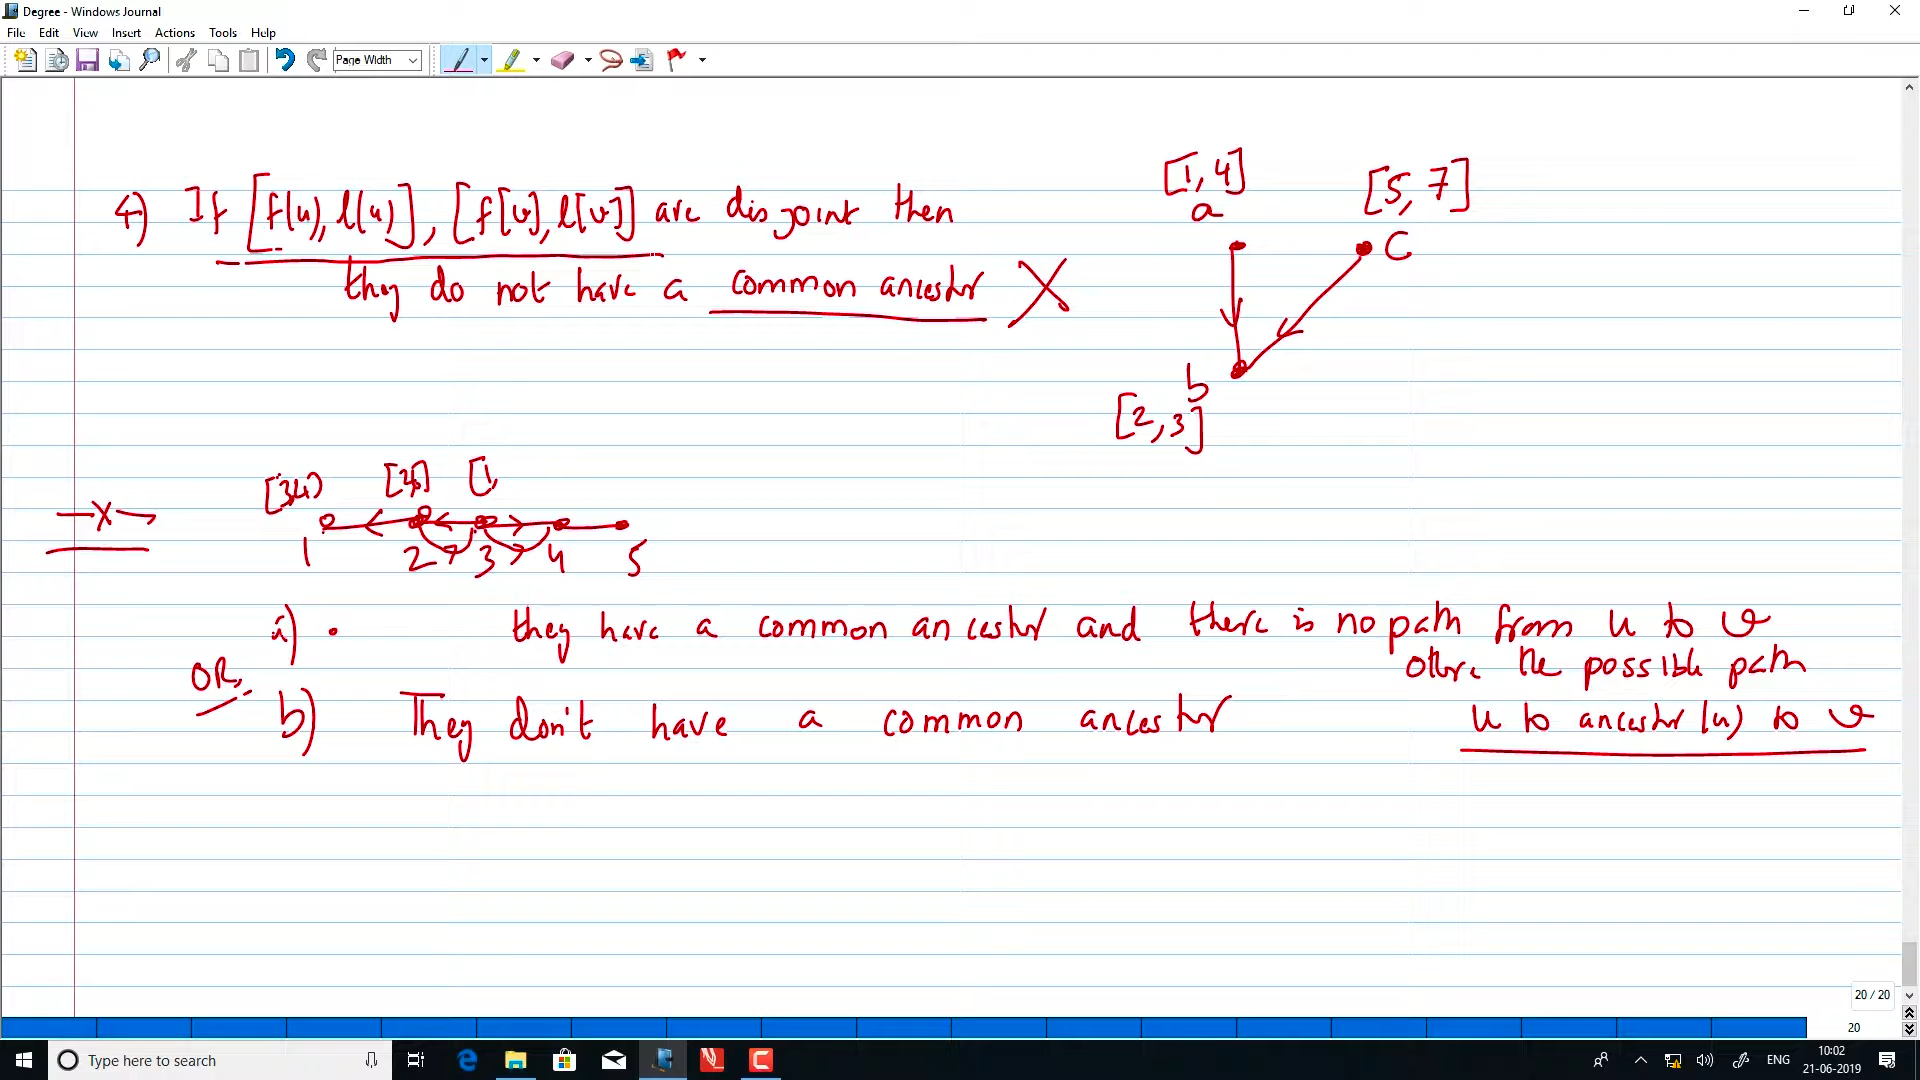 Degree - Windows Journal
File Edit View Insert Actions Tools Help
Page Width
4) If [f(u), l(u)], [f[v], l[v]] are disjoint then
they do not have a common ancestor X
[1, 4]
a
[5, 7]
C
b
[2, 3]
[3,4) [2, ] [1,
1 2 3 4 5
a) they have a common ancestor and there is no path from u to v
the possible path
OR,
b) They don't have a common ancestor
u to ancestor (u) to v
20 / 20
20
Type here to search
ENG
10:02
21-06-2019